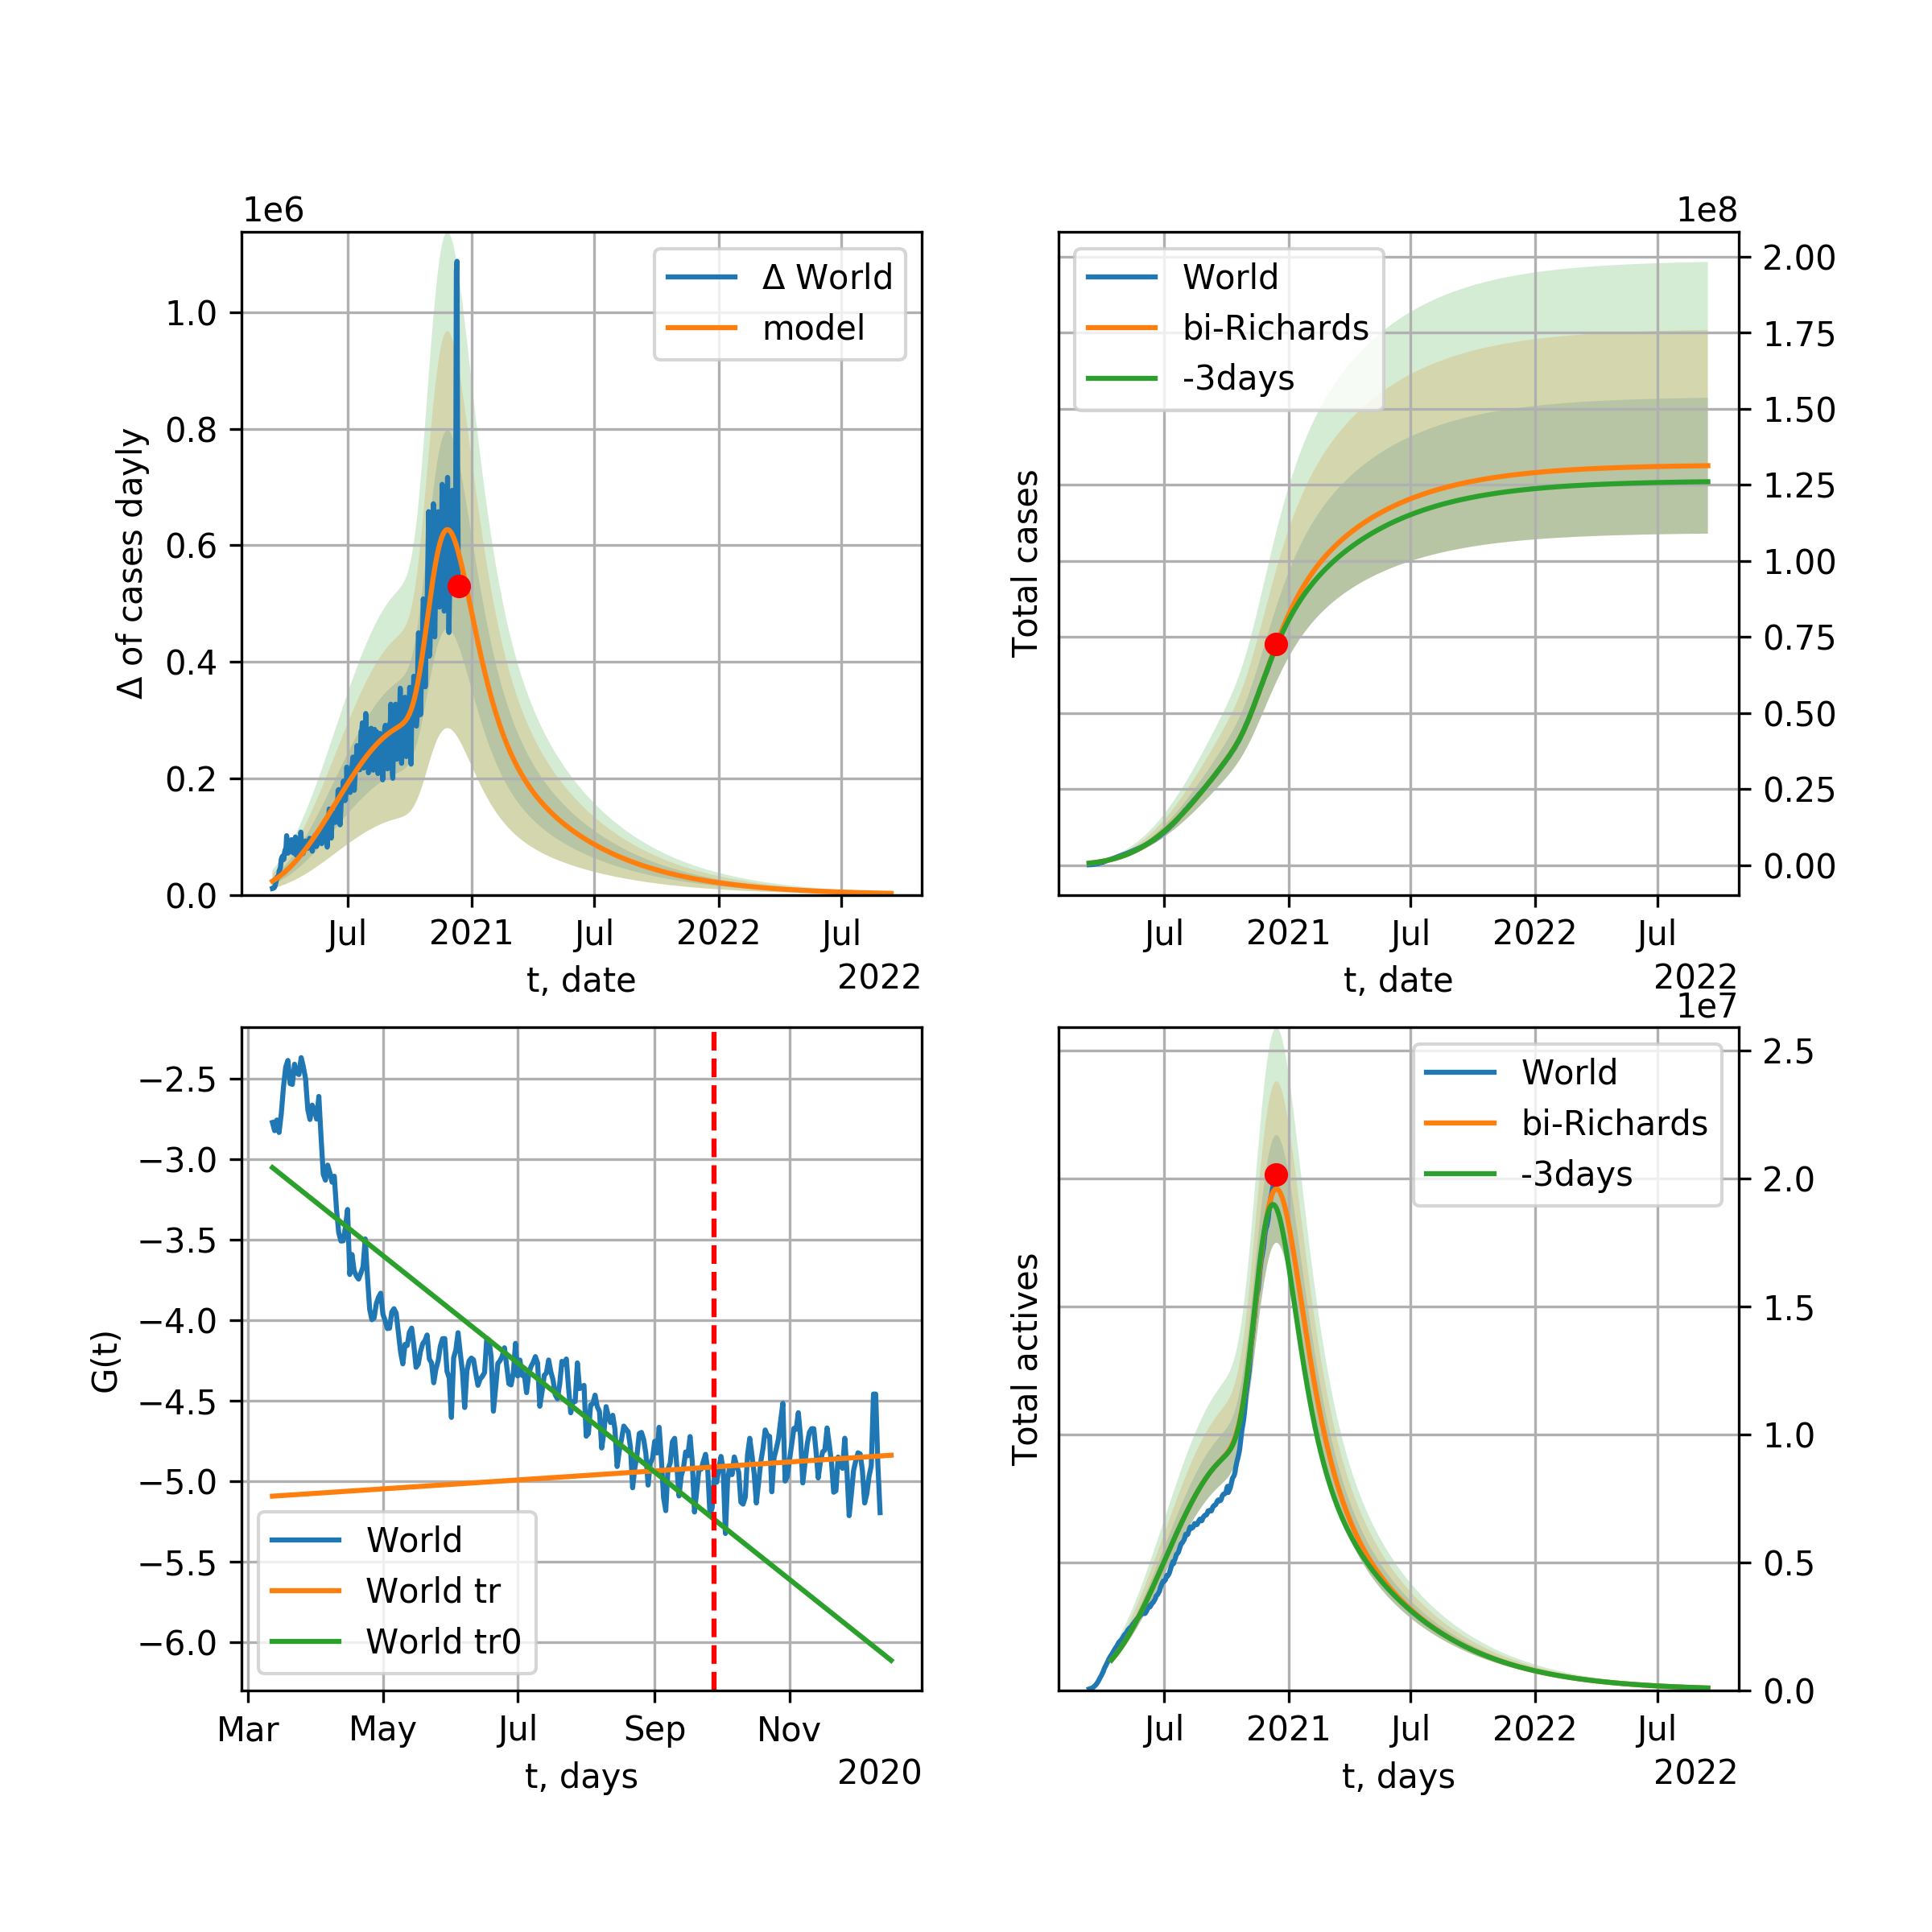 1e6
Δ World
model
1.0
0.8
0.6
0.4
0.2
0.0
Δ of cases dayly
Jul
2021
Jul
2022
Jul
t, date
2022
1e8
World
bi-Richards
-3days
2.00
1.75
1.50
1.25
1.00
0.75
0.50
0.25
0.00
Total cases
Jul
2021
Jul
2022
Jul
t, date
2022
−2.5
−3.0
−3.5
−4.0
−4.5
−5.0
−5.5
−6.0
G(t)
World
World tr
World tr0
Mar
May
Jul
Sep
Nov
t, days
2020
1e7
World
bi-Richards
-3days
2.5
2.0
1.5
1.0
0.5
0.0
Total actives
Jul
2021
Jul
2022
Jul
t, days
2022